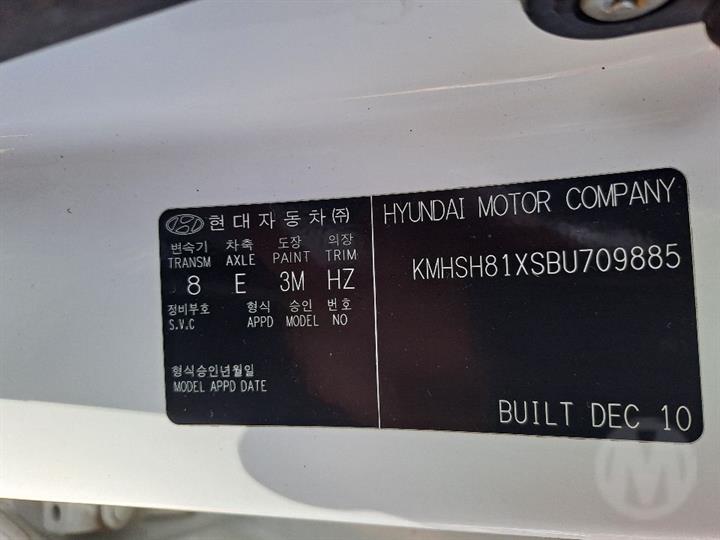 현대자동차㈜
변속기 차축 도장 의장
TRANSM AXLE PAINT TRIM
8 E 3M HZ
정비부호 형식 승인 번호
S.V.C APPD MODEL NO
형식승인년월일
MODEL APPD DATE
HYUNDAI MOTOR COMPANY
KMHSH81XSBU709885
BUILT DEC 10
M